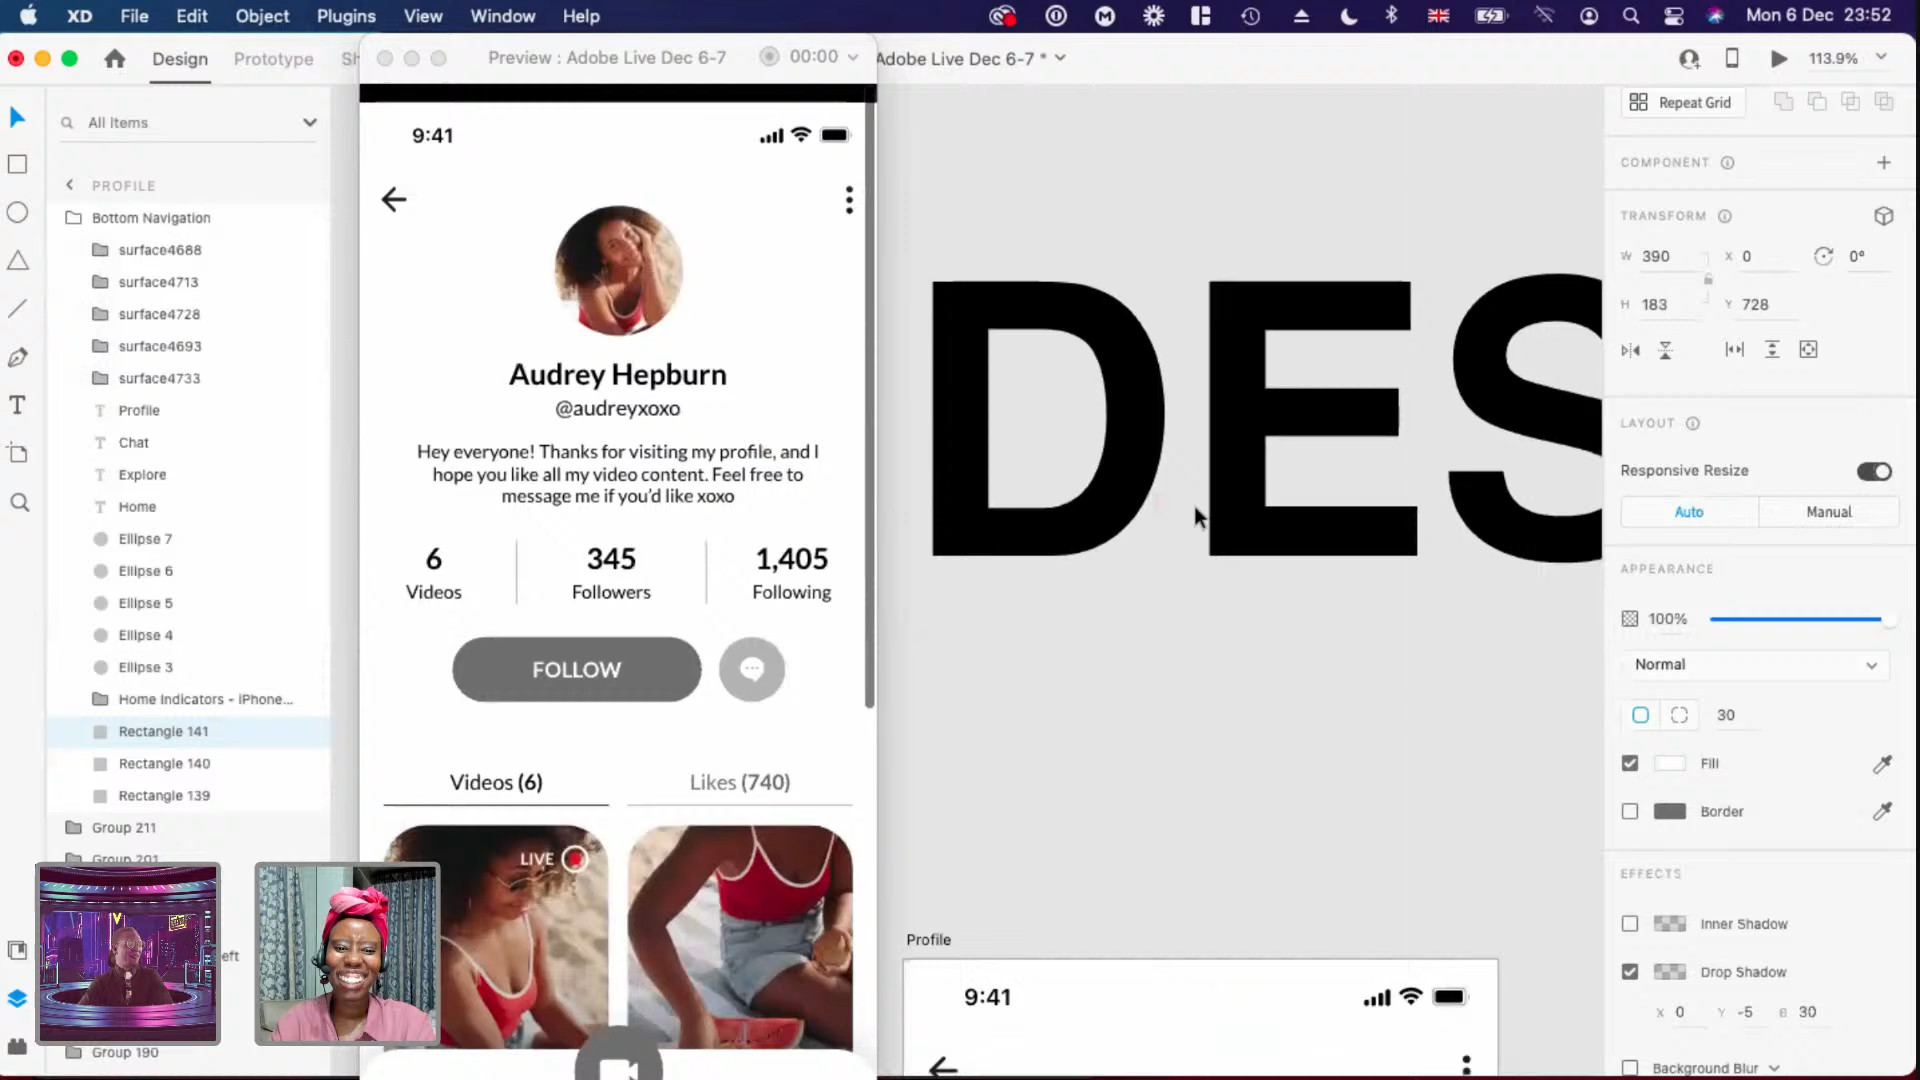 XD File Edit Object Plugins View Window Help
Mon 6 Dec 23:52
Design Prototype
Preview : Adobe Live Dec 6-7 00:00
Adobe Live Dec 6-7 *
113.9%
All Items
PROFILE
Bottom Navigation
surface4688
surface4713
surface4728
surface4693
surface4733
Profile
Chat
Explore
Home
Ellipse 7
Ellipse 6
Ellipse 5
Ellipse 4
Ellipse 3
Home Indicators - iPhone...
Rectangle 141
Rectangle 140
Rectangle 139
Group 211
Group 201
Group 190
9:41
Audrey Hepburn
@audreyxoxo
Hey everyone! Thanks for visiting my profile, and I
hope you like all my video content. Feel free to
message me if you’d like xoxo
6 345 1,405
Videos Followers Following
FOLLOW
Videos (6) Likes (740)
LIVE
DES
Profile
9:41
Repeat Grid
COMPONENT
TRANSFORM
W 390 X 0 0°
H 183 Y 728
LAYOUT
Responsive Resize
Auto Manual
APPEARANCE
100%
Normal
30
Fill
Border
EFFECTS
Inner Shadow
Drop Shadow
X 0 Y -5 B 30
Background Blur